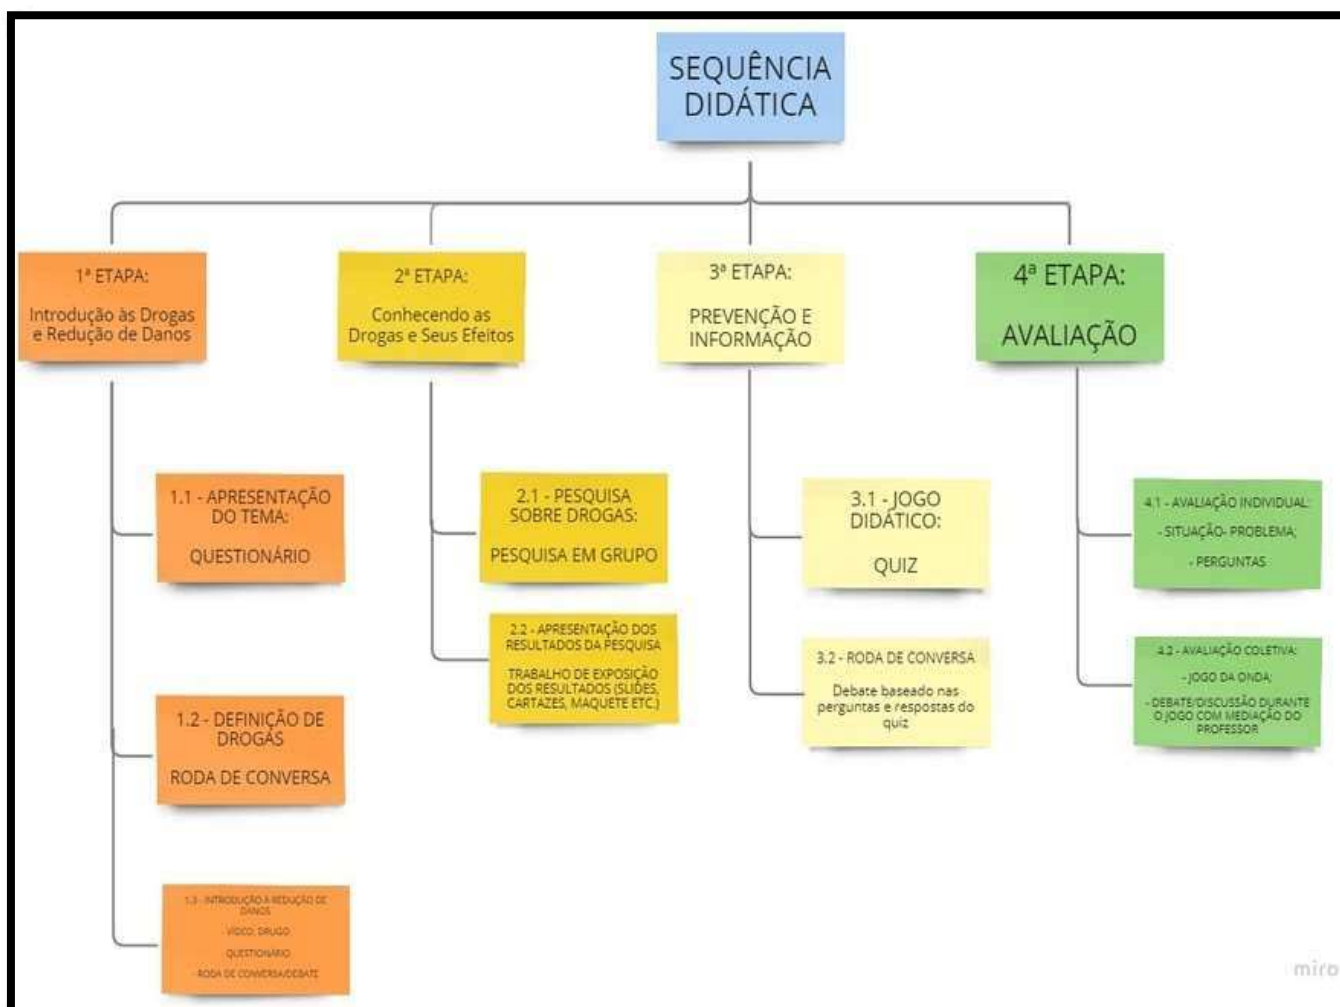 SEQUÊNCIA
DIDÁTICA
1ª ETAPA:
Introdução às Drogas
e Redução de Danos
1.1 - APRESENTAÇÃO
DO TEMA:
QUESTIONÁRIO
1.2 - DEFINIÇÃO DE
DROGAS
RODA DE CONVERSA
1.3 - INTRODUÇÃO À REDUÇÃO DE
DANOS
- VÍDEO; DRUGO
- QUESTIONÁRIO
- RODA DE CONVERSA/DEBATE
2ª ETAPA:
Conhecendo as
Drogas e Seus Efeitos
2.1 - PESQUISA
SOBRE DROGAS:
PESQUISA EM GRUPO
2.2 - APRESENTAÇÃO DOS
RESULTADOS DA PESQUISA
TRABALHO DE EXPOSIÇÃO
DOS RESULTADOS (SLIDES,
CARTAZES, MAQUETE ETC.)
3ª ETAPA:
PREVENÇÃO E
INFORMAÇÃO
3.1 - JOGO
DIDÁTICO:
QUIZ
3.2 - RODA DE CONVERSA
Debate baseado nas
perguntas e respostas do
quiz
4ª ETAPA:
AVALIAÇÃO
4.1 - AVALIAÇÃO INDIVIDUAL:
- SITUAÇÃO- PROBLEMA;
- PERGUNTAS
4.2 - AVALIAÇÃO COLETIVA:
- JOGO DA ONDA;
- DEBATE/DISCUSSÃO DURANTE
O JOGO COM MEDIAÇÃO DO
PROFESSOR
miro